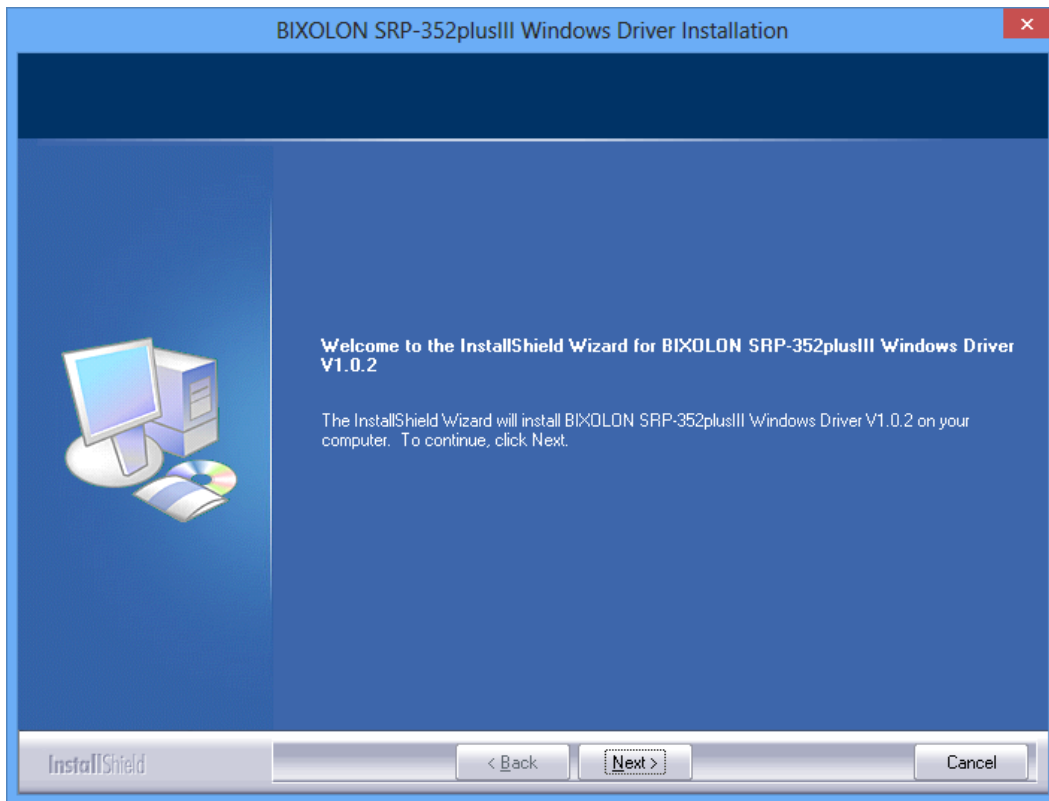 BIXOLON SRP-352plusIII Windows Driver Installation
Welcome to the InstallShield Wizard for BIXOLON SRP-352plusIII Windows Driver
V1.0.2
The InstallShield Wizard will install BIXOLON SRP-352plusIII Windows Driver V1.0.2 on your
computer. To continue, click Next.
InstallShield
< Back
Next >
Cancel